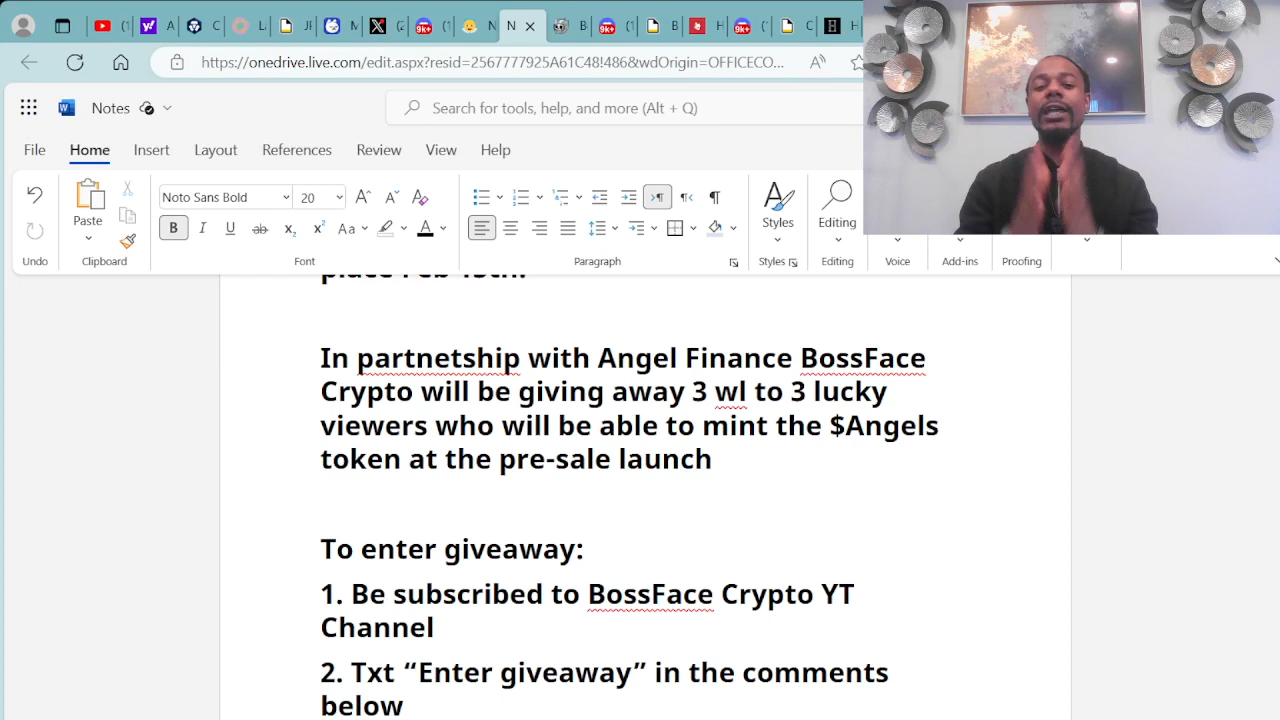 9k+
9k+
9k+
https://onedrive.live.com/edit.aspx?resid=2567777925A61C48!486&wdOrigin=OFFICECO...
Notes
Search for tools, help, and more (Alt + Q)
File Home Insert Layout References Review View Help
Noto Sans Bold 20
Paste
Styles
Editing
Undo Clipboard Font Paragraph Styles Editing Voice Add-ins Proofing
In partnetship with Angel Finance BossFace
Crypto will be giving away 3 wl to 3 lucky
viewers who will be able to mint the $Angels
token at the pre-sale launch
To enter giveaway:
1. Be subscribed to BossFace Crypto YT
Channel
2. Txt “Enter giveaway” in the comments
below